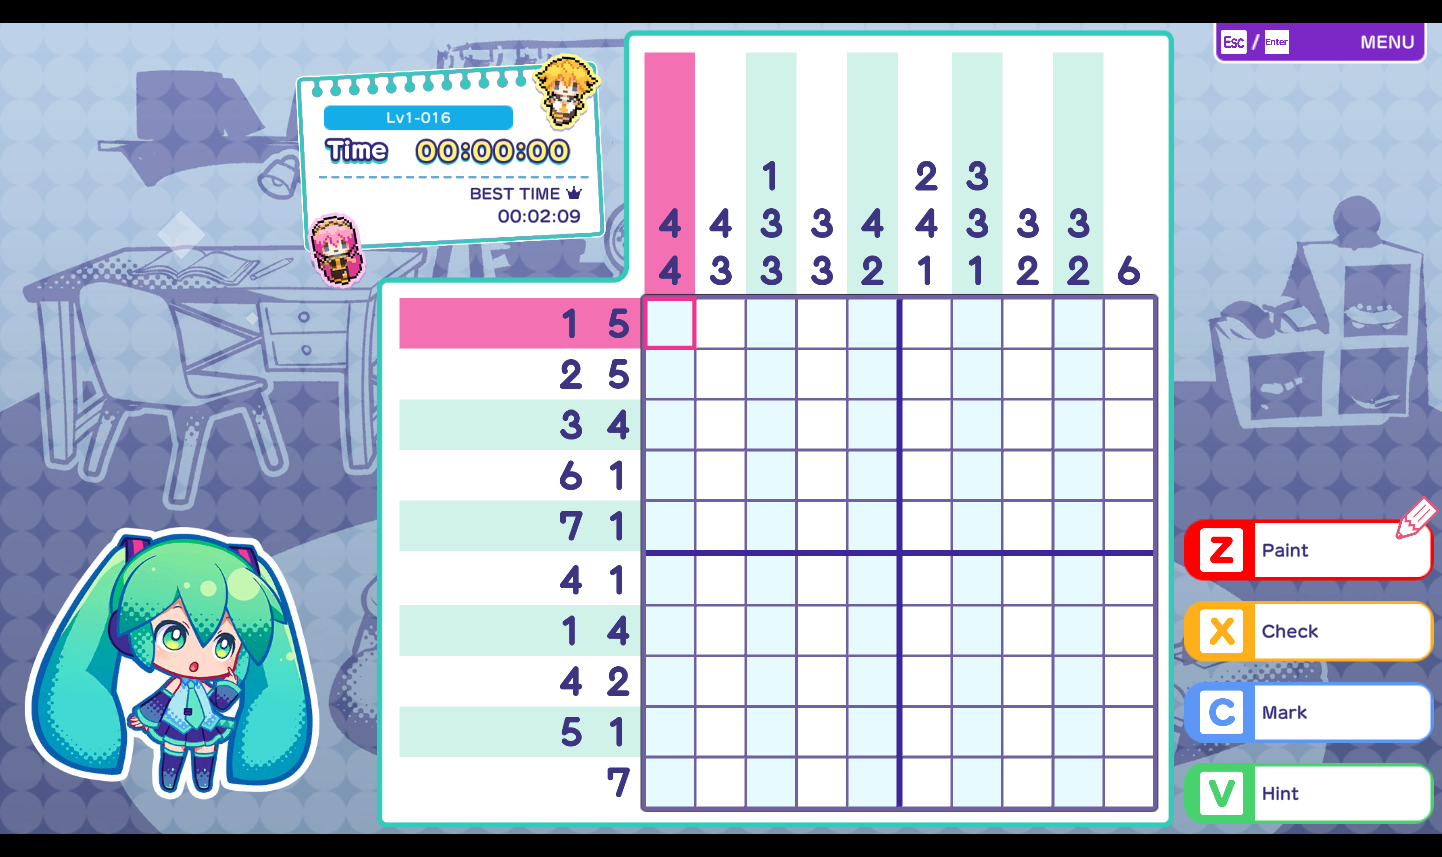 Esc / Enter MENU
Lv1-016
Time 00:00:00
BEST TIME
00:02:09
1 2 3
4 4 3 3 4 4 3 3 3
4 3 3 3 2 1 1 2 2 6
1 5
2 5
3 4
6 1
7 1
4 1
1 4
4 2
5 1
7
Z Paint
X Check
C Mark
V Hint